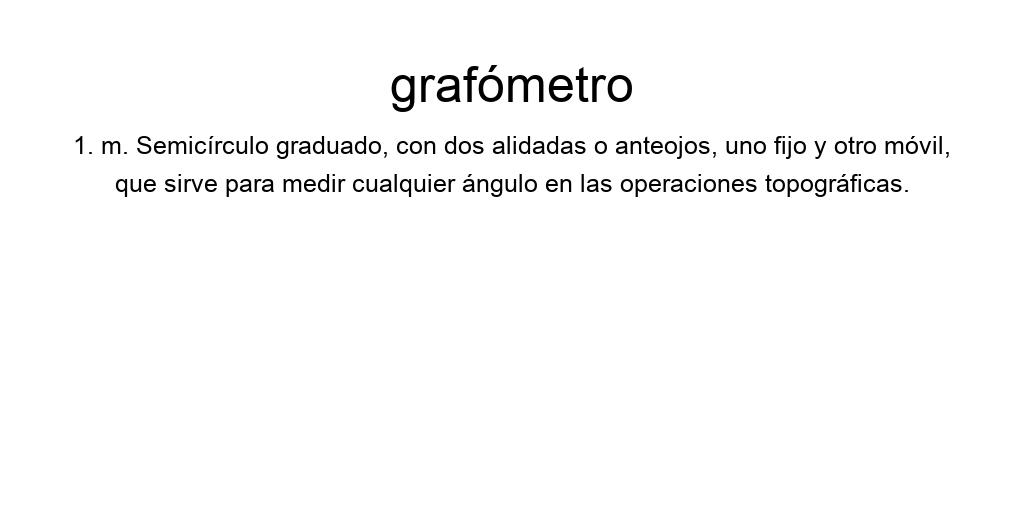 grafómetro
1. m. Semicírculo graduado, con dos alidadas o anteojos, uno fijo y otro móvil,
que sirve para medir cualquier ángulo en las operaciones topográficas.